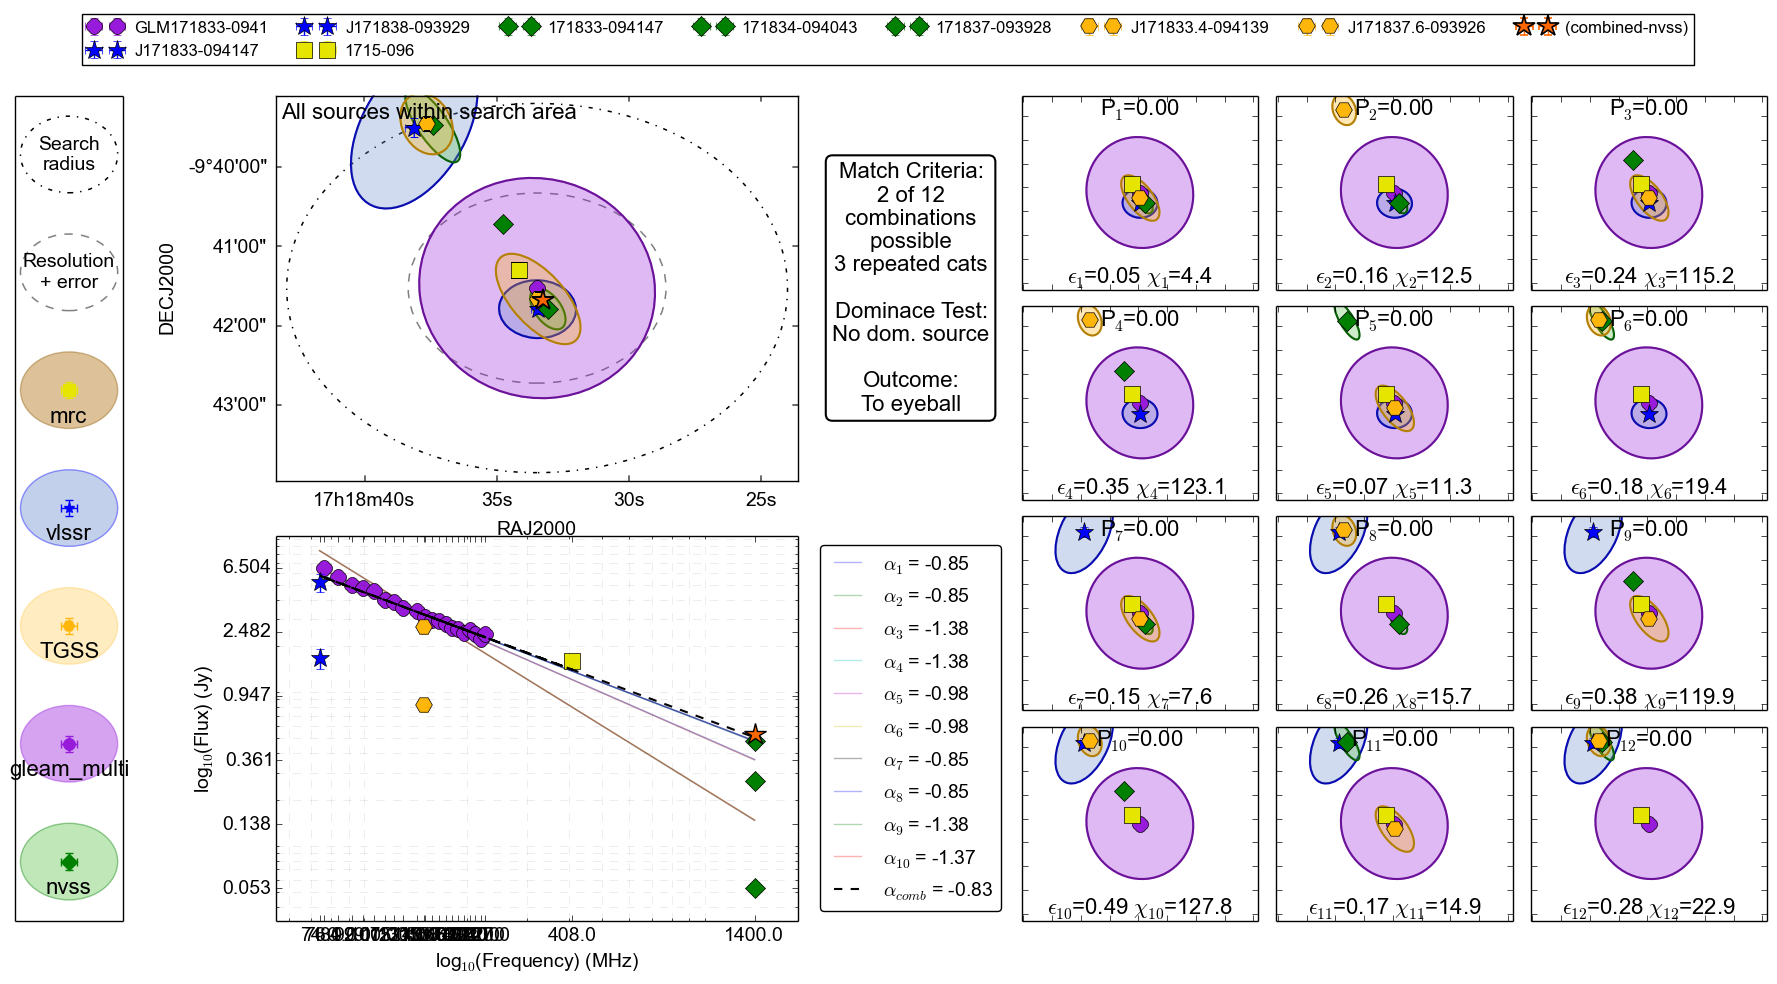 GLM171833-0941
J171838-093929
171833-094147
171834-094043
171837-093928
J171833.4-094139
J171837.6-093926
(combined-nvss)
J171833-094147
1715-096
Search
radius
Resolution
+ error
mrc
vlssr
TGSS
gleam_multi
nvss
All sources within search area
-9°40'00"
41'00"
42'00"
43'00"
DECJ2000
17h18m40s
35s
30s
25s
RAJ2000
Match Criteria:
2 of 12
combinations
possible
3 repeated cats
Dominace Test:
No dom. source
Outcome:
To eyeball
6.504
2.482
0.947
0.361
0.138
0.053
log10(Flux) (Jy)
408.0
1400.0
log10(Frequency) (MHz)
α1 = -0.85
α2 = -0.85
α3 = -1.38
α4 = -1.38
α5 = -0.98
α6 = -0.98
α7 = -0.85
α8 = -0.85
α9 = -1.38
α10 = -1.37
αcomb = -0.83
P1=0.00
ϵ1=0.05 χ1=4.4
P2=0.00
ϵ2=0.16 χ2=12.5
P3=0.00
ϵ3=0.24 χ3=115.2
P4=0.00
ϵ4=0.35 χ4=123.1
P5=0.00
ϵ5=0.07 χ5=11.3
P6=0.00
ϵ6=0.18 χ6=19.4
P7=0.00
ϵ7=0.15 χ7=7.6
P8=0.00
ϵ8=0.26 χ8=15.7
P9=0.00
ϵ9=0.38 χ9=119.9
P10=0.00
ϵ10=0.49 χ10=127.8
P11=0.00
ϵ11=0.17 χ11=14.9
P12=0.00
ϵ12=0.28 χ12=22.9